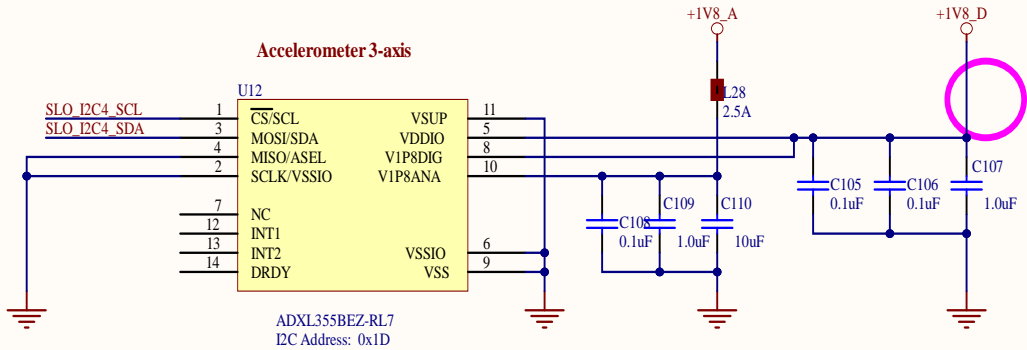 +1V8_A
+1V8_D
Accelerometer 3-axis
U12
L28
2.5A
SLO_I2C4_SCL
1
CS/SCL
VSUP
11
SLO_I2C4_SDA
3
MOSI/SDA
VDDIO
5
4
MISO/ASEL
V1P8DIG
8
2
SCLK/VSSIO
V1P8ANA
10
C105
0.1uF
C106
0.1uF
C107
1.0uF
7
NC
C108
0.1uF
C109
1.0uF
C110
10uF
12
INT1
13
INT2
VSSIO
6
14
DRDY
VSS
9
ADXL355BEZ-RL7
I2C Address: 0x1D